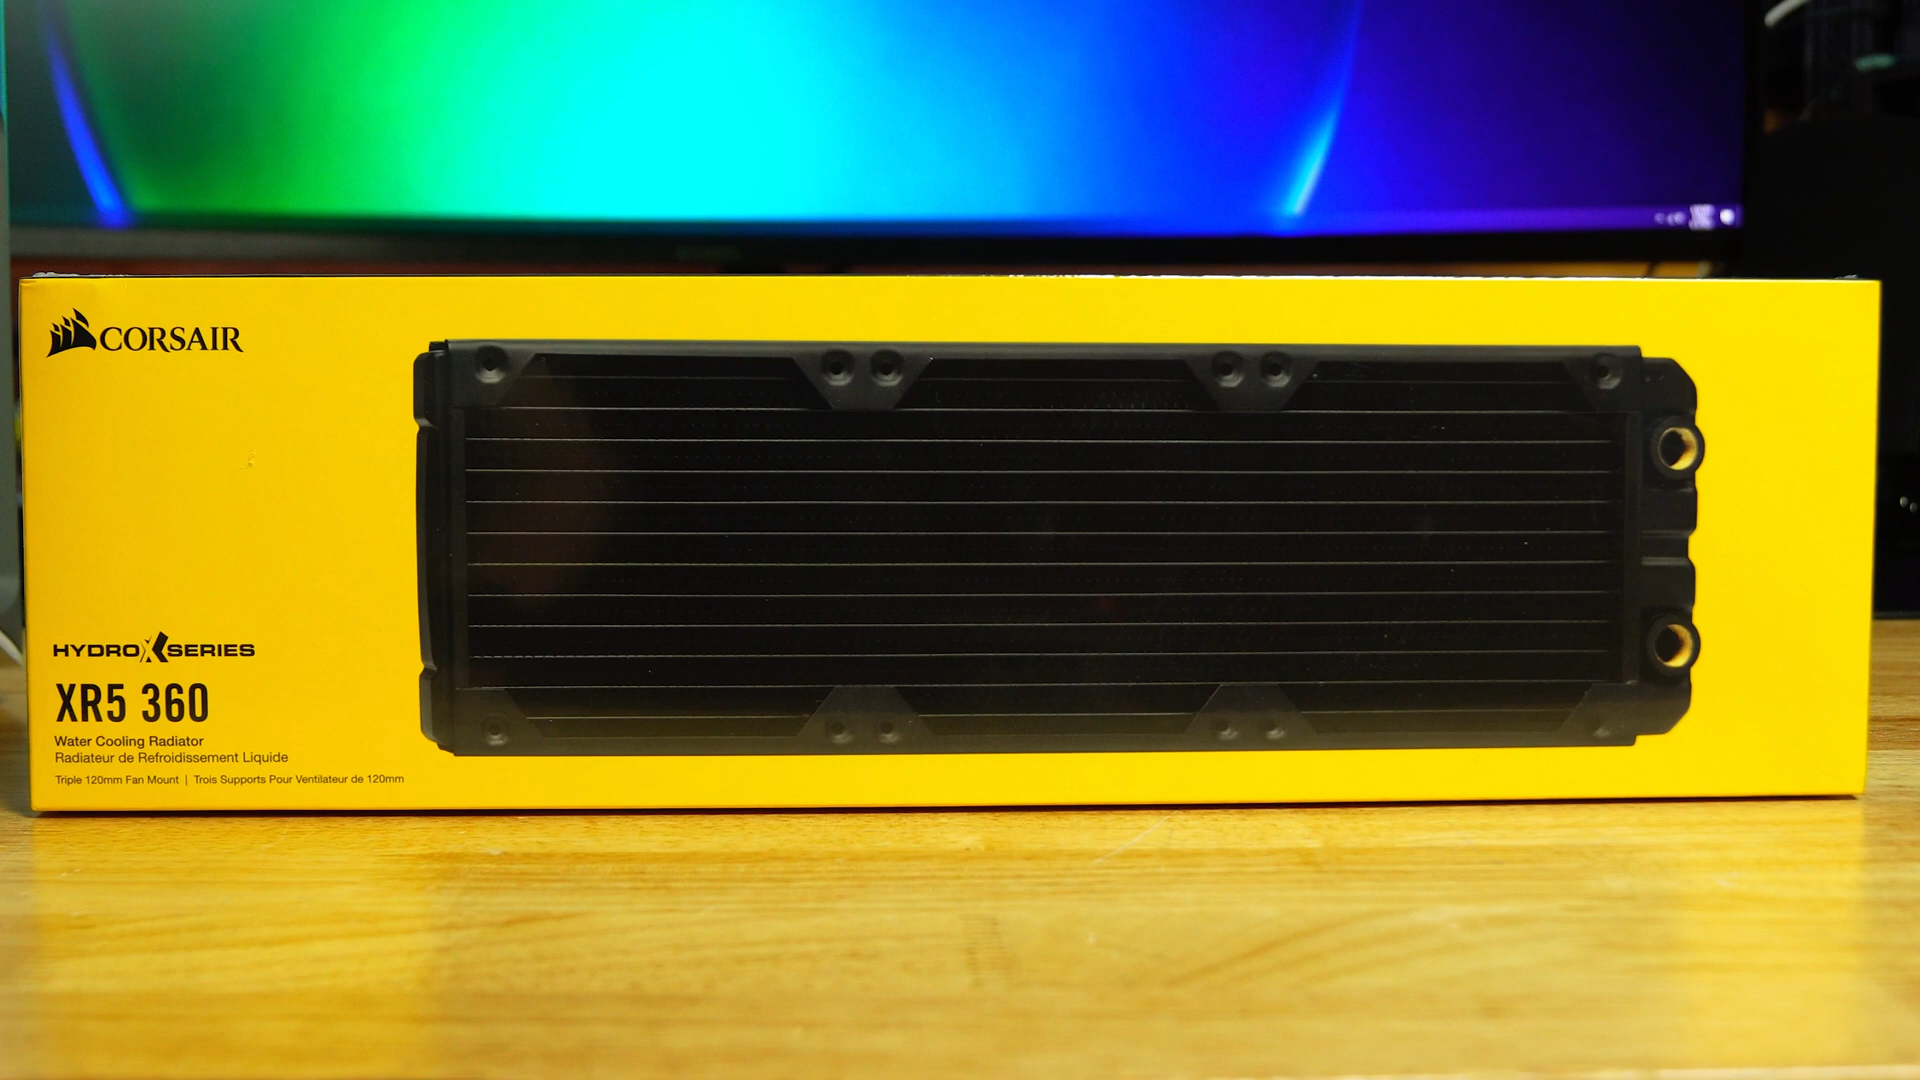 CORSAIR
HYDRO X SERIES
XR5 360
Water Cooling Radiator
Radiateur de Refroidissement Liquide
Triple 120mm Fan Mount | Trois Supports Pour Ventilateur de 120mm